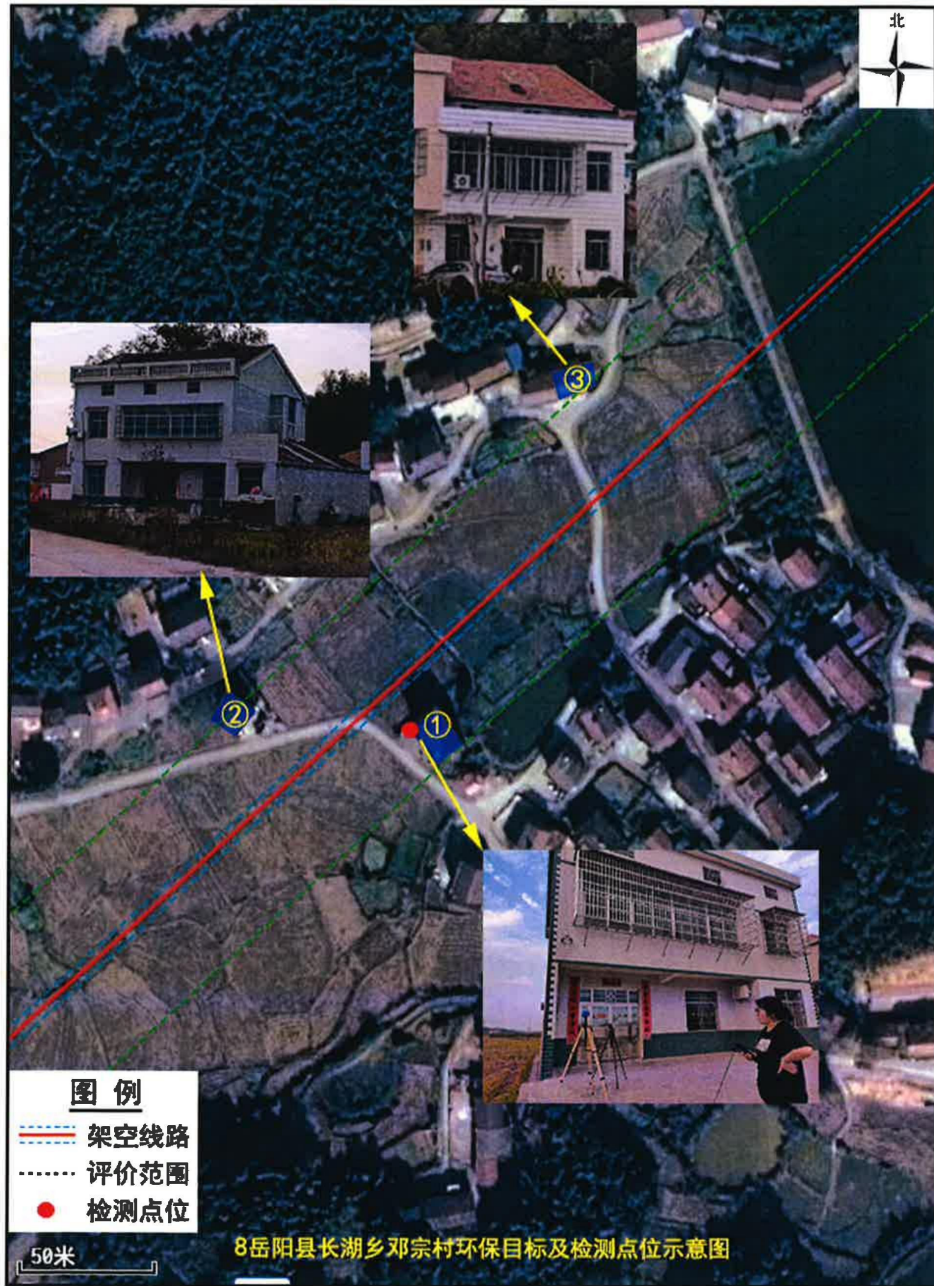 北
③
②
①
图 例
架空线路
评价范围
检测点位
50米
8岳阳县长湖乡邓宗村环保目标及检测点位示意图